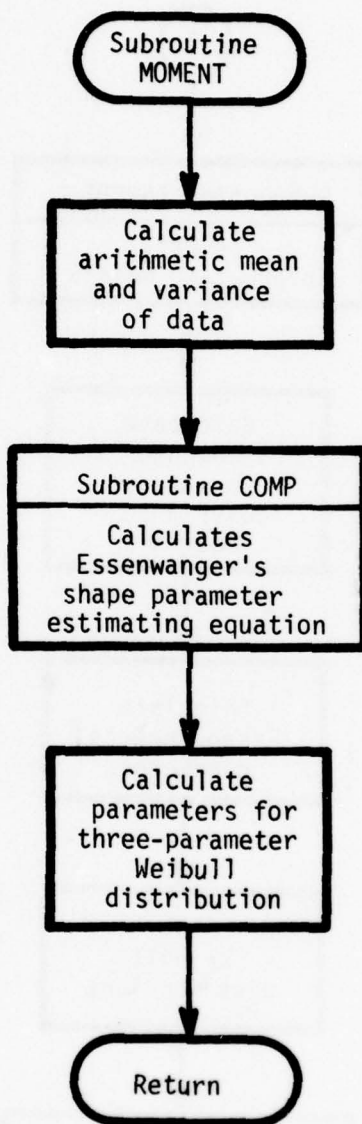 Subroutine
MOMENT
Calculate
arithmetic mean
and variance
of data
Subroutine COMP
Calculates
Essenwanger's
shape parameter
estimating equation
Calculate
parameters for
three-parameter
Weibull
distribution
Return